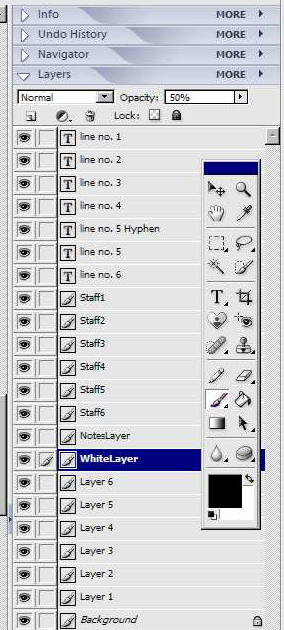 Info MORE
Undo History MORE
Navigator MORE
Layers MORE
Normal Opacity: 50%
Lock:
line no. 1
line no. 2
line no. 3
line no. 4
line no. 5 Hyphen
line no. 5
line no. 6
Staff1
Staff2
Staff3
Staff4
Staff5
Staff6
NotesLayer
WhiteLayer
Layer 6
Layer 5
Layer 4
Layer 3
Layer 2
Layer 1
Background